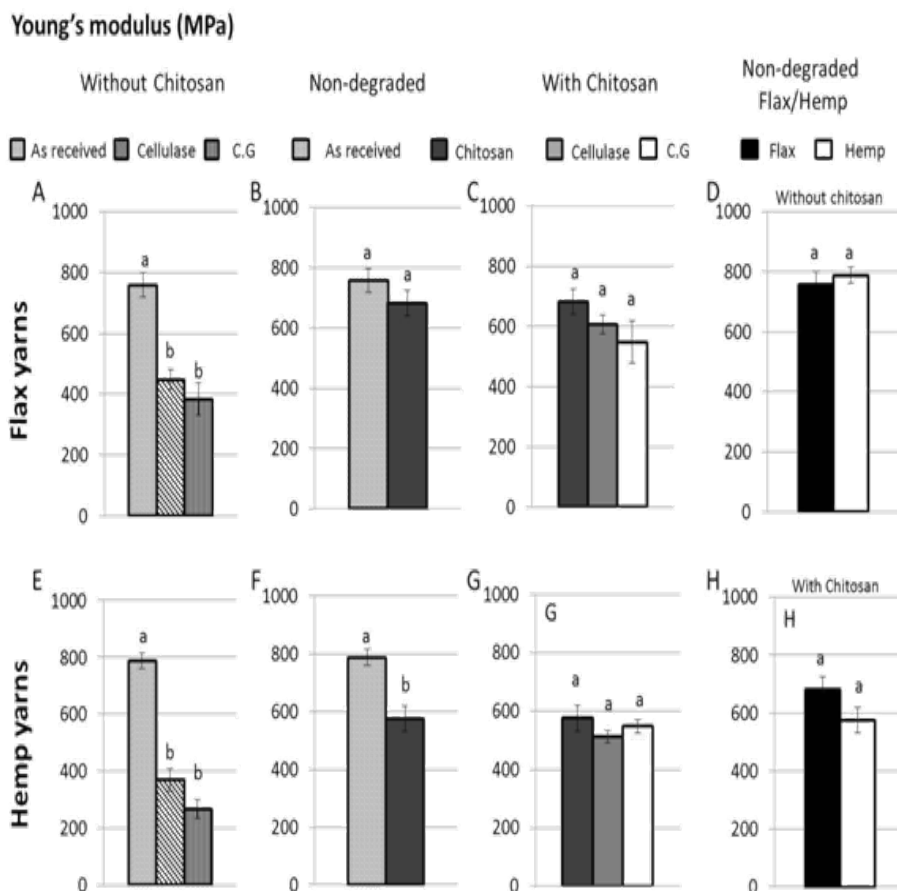 Young's modulus (MPa)
Without Chitosan
Non-degraded
With Chitosan
Non-degraded
Flax/Hemp
As received Cellulase C.G
As received Chitosan
Cellulase C.G
Flax Hemp
A
1000
800
600
400
200
0
a
b
b
B
1000
800
600
400
200
0
a
a
C
1000
800
600
400
200
0
a
a
a
D
Without chitosan
1000
800
600
400
200
0
a
a
Flax yarns
E
1000
800
600
400
200
0
a
b
b
F
1000
800
600
400
200
0
a
b
G
1000
800
600
400
200
0
G
a
a
a
H
With Chitosan
1000
800
600
400
200
0
H
a
a
Hemp yarns